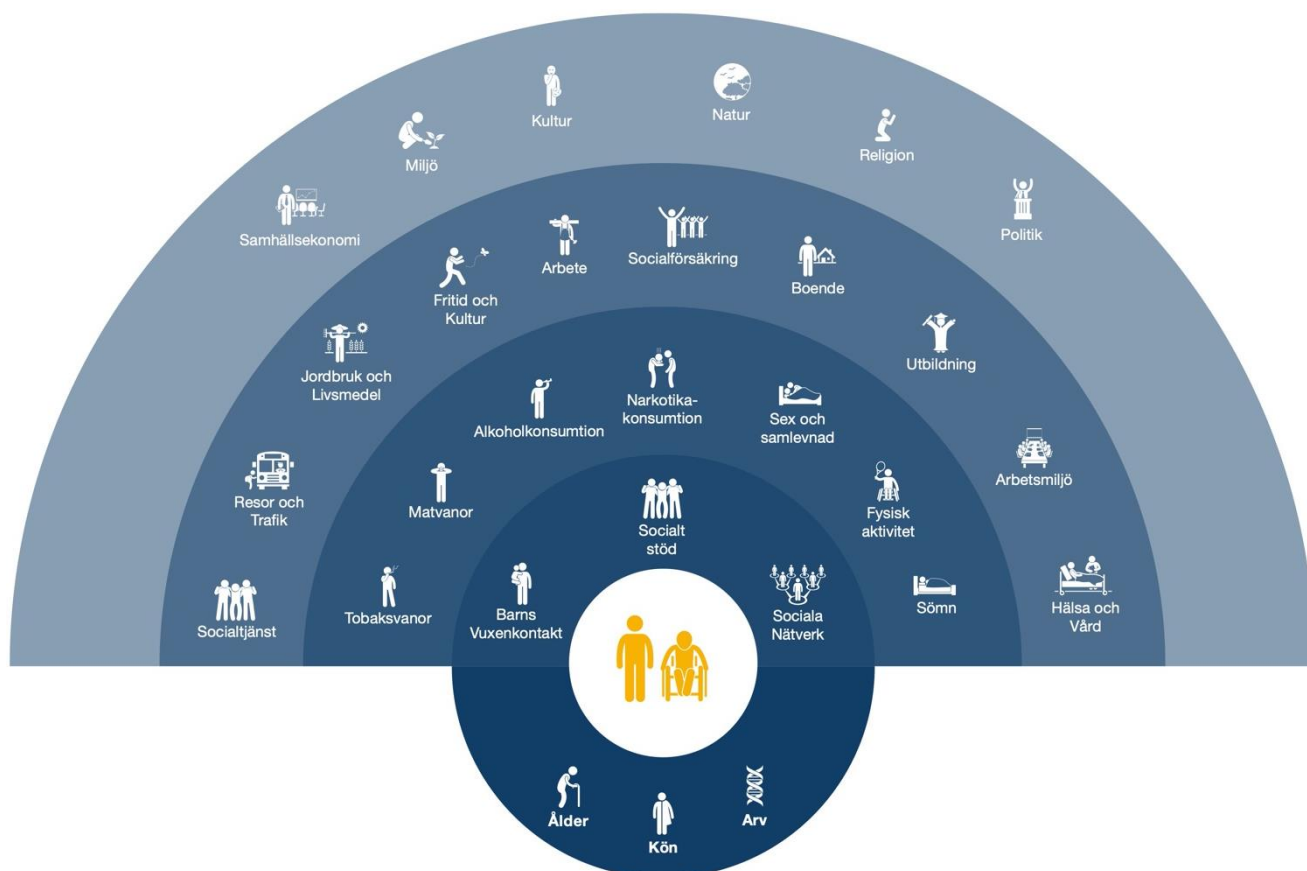 Kultur
Natur
Miljö
Religion
Samhällsekonomi
Politik
Arbete
Socialförsäkring
Boende
Fritid och
Kultur
Utbildning
Jordbruk och
Livsmedel
Arbetsmiljö
Resor och
Trafik
Hälsa och
Vård
Socialtjänst
Narkotika-
konsumtion
Alkoholkonsumtion
Sex och
samlevnad
Matvanor
Fysisk
aktivitet
Tobaksvanor
Sömn
Socialt
stöd
Barns
Vuxenkontakt
Sociala
Nätverk
Ålder
Kön
Arv